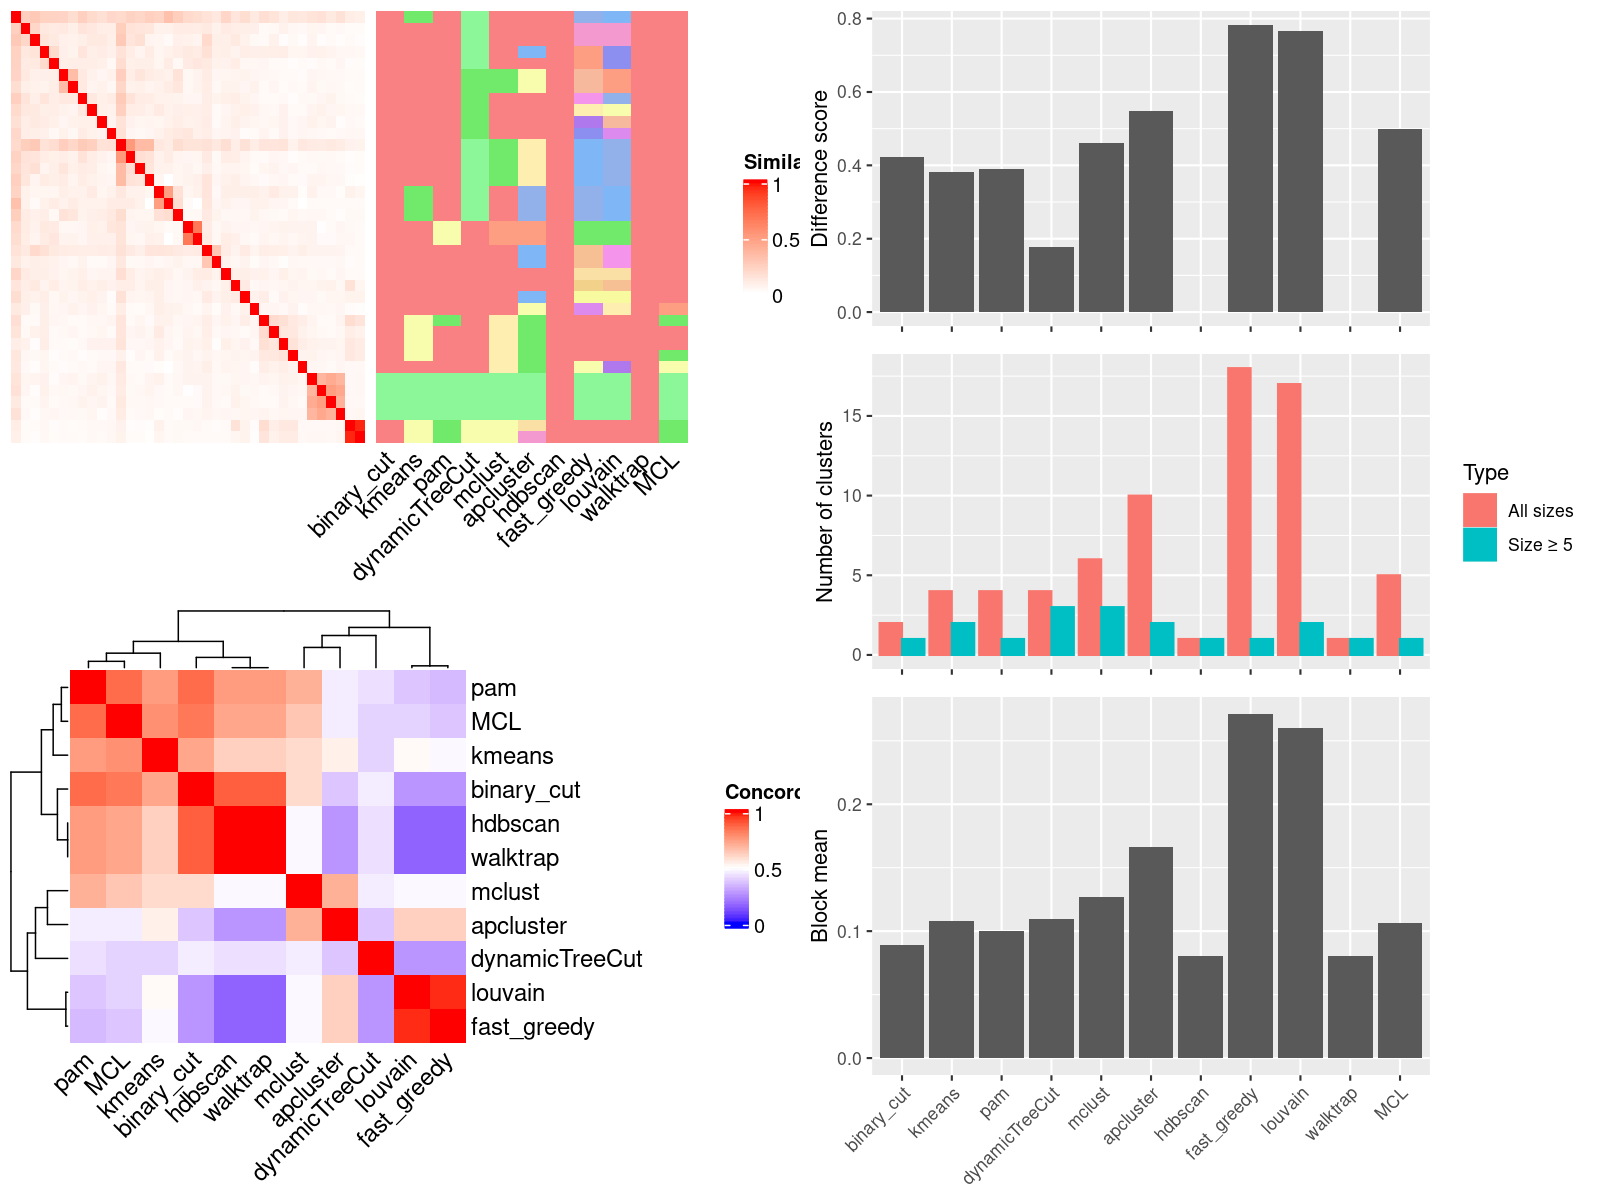 Simila
1
0.5
0
binary_cut
kmeans
pam
dynamicTreeCut
mclust
apcluster
hdbscan
fast_greedy
louvain
walktrap
MCL
Difference score
0.8
0.6
0.4
0.2
0.0
Number of clusters
15
10
5
0
Type
All sizes
Size ≥ 5
pam
MCL
kmeans
binary_cut
hdbscan
walktrap
mclust
apcluster
dynamicTreeCut
louvain
fast_greedy
pam
MCL
kmeans
binary_cut
hdbscan
walktrap
mclust
apcluster
dynamicTreeCut
louvain
fast_greedy
Concord
1
0.5
0
Block mean
0.2
0.1
0.0
binary_cut
kmeans
pam
dynamicTreeCut
mclust
apcluster
hdbscan
fast_greedy
louvain
walktrap
MCL